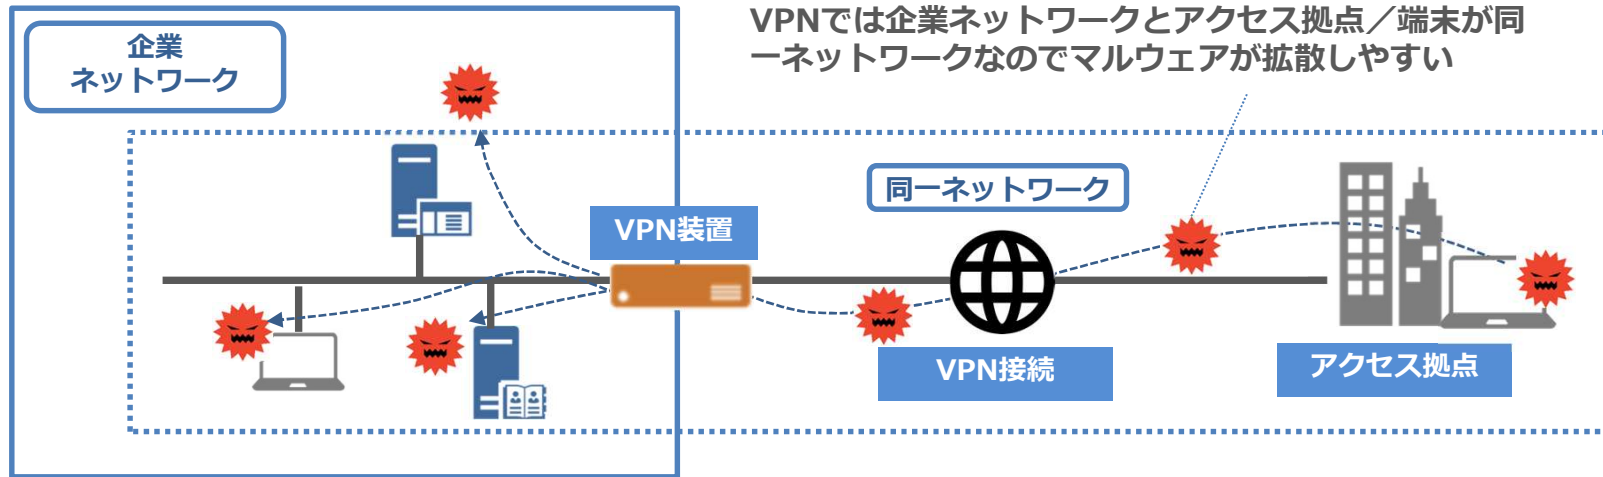 企業
ネットワーク
VPNでは企業ネットワークとアクセス拠点／端末が同
一ネットワークなのでマルウェアが拡散しやすい
同一ネットワーク
VPN装置
VPN接続
アクセス拠点